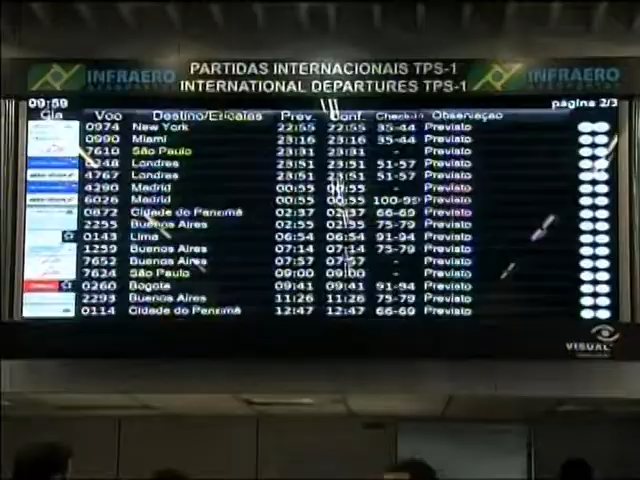 INFRAERO PARTIDAS INTERNACIONAIS TPS-1 INFRAERO
INTERNATIONAL DEPARTURES TPS-1
09:59 pagina 2/3
Cia Voo Destino/Escalas Prev. Conf. Checkin Observação
0974 New York 22:55 22:55 35-44 Previsto
0990 Miami 23:16 23:16 35-44 Previsto
7610 São Paulo 23:31 23:31 - Previsto
0248 Londres 23:51 23:51 51-57 Previsto
4767 Londres 23:51 23:51 51-57 Previsto
4290 Madrid 00:55 00:55 - Previsto
6026 Madrid 00:55 00:55 100-99 Previsto
0872 Cidade do Panamá 02:37 02:37 66-69 Previsto
2255 Buenos Aires 02:55 02:55 75-79 Previsto
0143 Lima 06:54 06:54 91-94 Previsto
1259 Buenos Aires 07:14 07:14 75-79 Previsto
7652 Buenos Aires 07:57 07:57 - Previsto
7624 São Paulo 09:00 09:00 - Previsto
0260 Bogota 09:41 09:41 91-94 Previsto
2293 Buenos Aires 11:26 11:26 75-79 Previsto
0114 Cidade do Panamá 12:47 12:47 66-69 Previsto
VISUAL